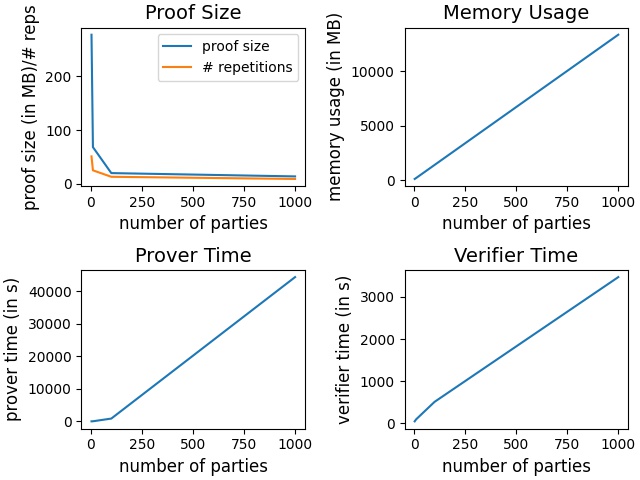 Proof Size
proof size (in MB)/# reps
200
100
0
proof size
# repetitions
0 250 500 750 1000
number of parties
Memory Usage
memory usage (in MB)
10000
5000
0
0 250 500 750 1000
number of parties
Prover Time
prover time (in s)
40000
30000
20000
10000
0
0 250 500 750 1000
number of parties
Verifier Time
verifier time (in s)
3000
2000
1000
0
0 250 500 750 1000
number of parties